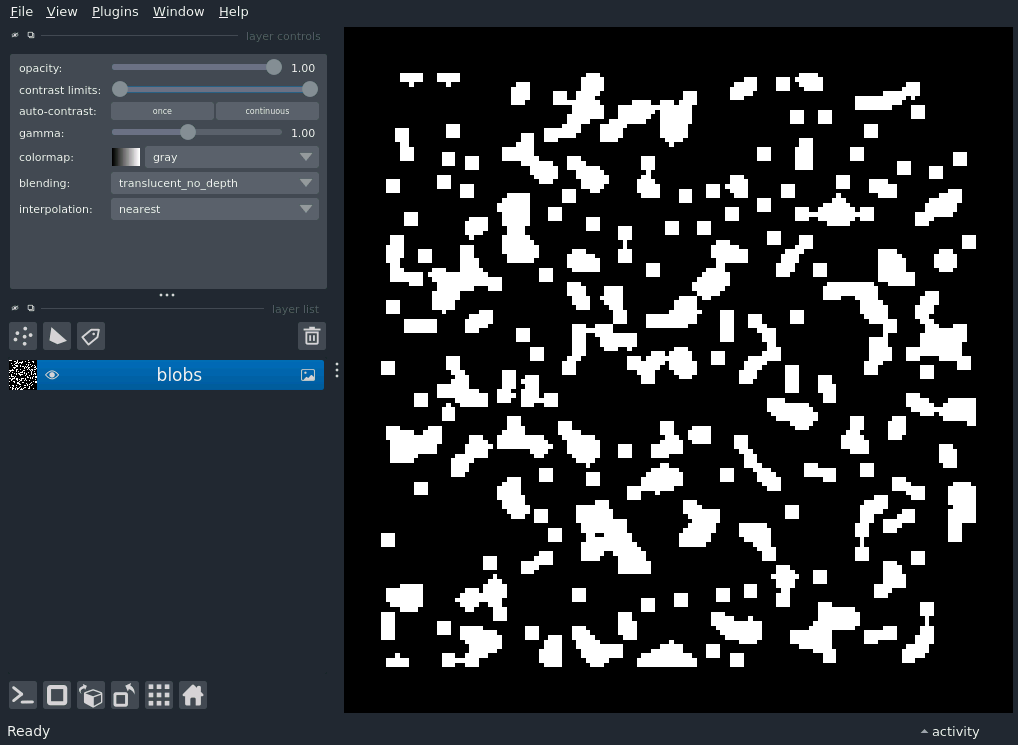 File View Plugins Window Help
layer controls
opacity: 1.00
contrast limits:
auto-contrast: once continuous
gamma: 1.00
colormap: gray
blending: translucent_no_depth
interpolation: nearest
layer list
blobs
Ready activity